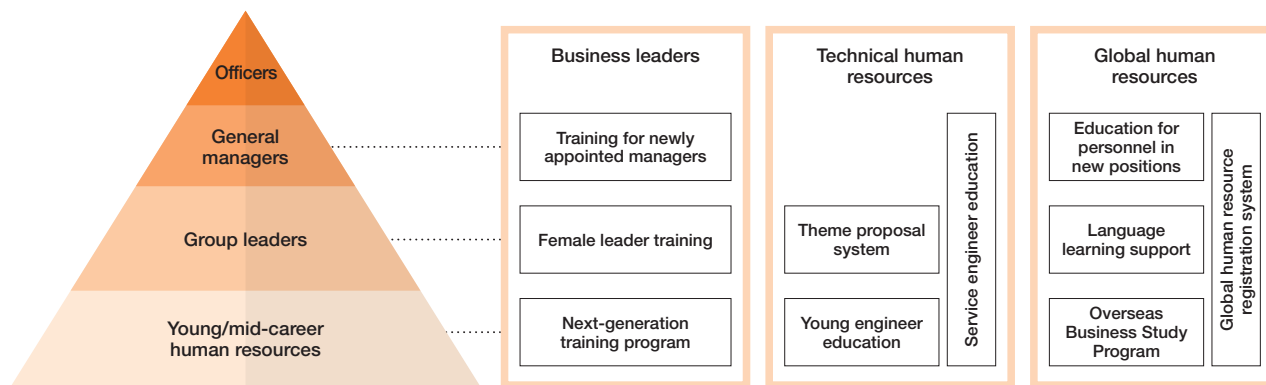 Officers
General
managers
Group leaders
Young/mid-career
human resources
Business leaders
Training for newly
appointed managers
Female leader training
Next-generation
training program
Technical human
resources
Theme proposal
system
Young engineer
education
Service engineer education
Global human
resources
Education for
personnel in
new positions
Language
learning support
Overseas
Business Study
Program
Global human resource
registration system